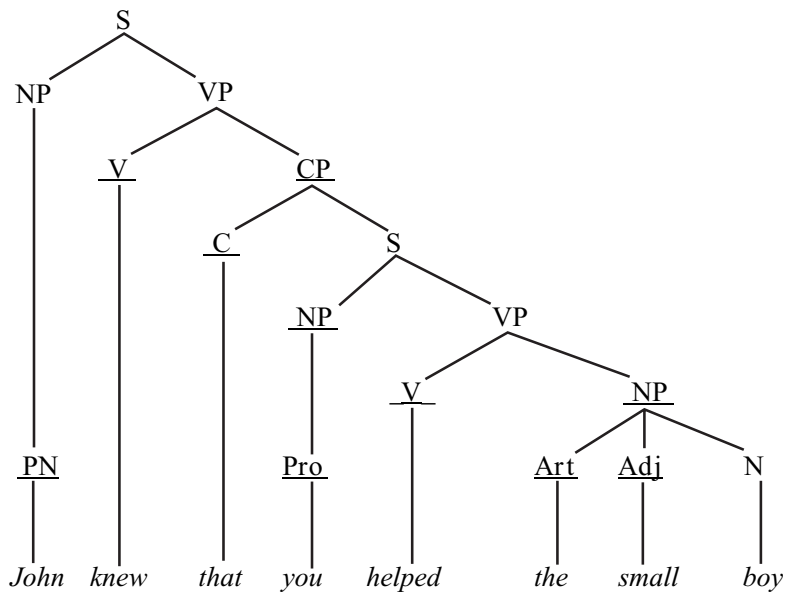 S
NP VP
V CP
C S
NP VP
V NP
PN Pro Art Adj N
John knew that you helped the small boy